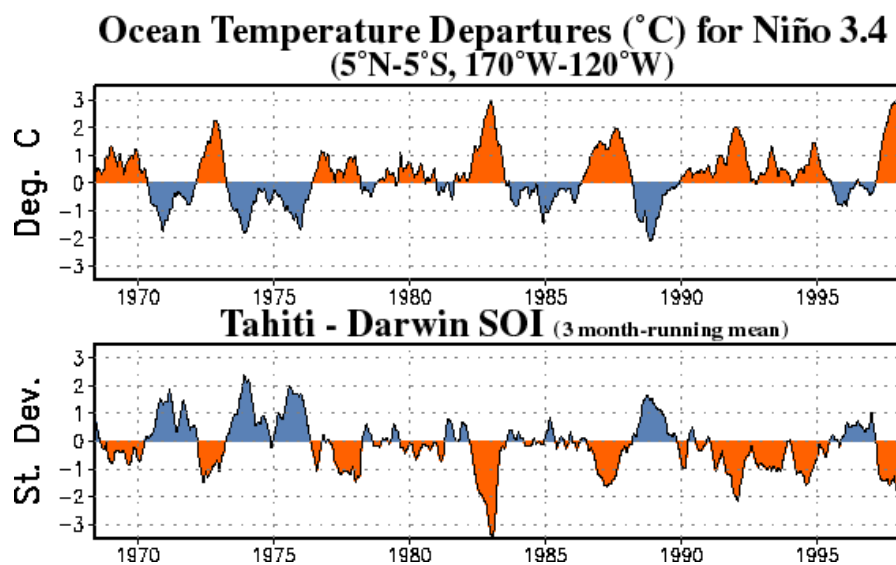 Ocean Temperature Departures (˚C) for Niño 3.4
(5˚N-5˚S, 170˚W-120˚W)
Deg. C
3
2
1
0
-1
-2
-3
1970 1975 1980 1985 1990 1995
Tahiti - Darwin SOI (3 month-running mean)
St. Dev.
3
2
1
0
-1
-2
-3
1970 1975 1980 1985 1990 1995